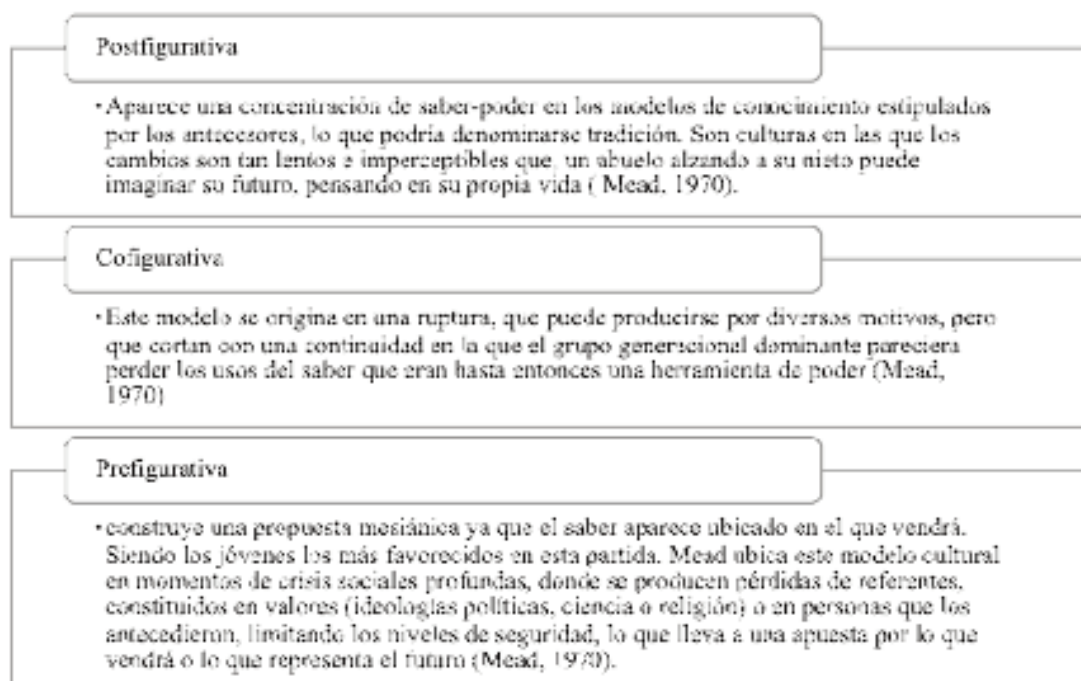 Postfigurativa
• Aparece una concentración de saber-poder en los modelos de conocimiento estipulados
por los antecesores, lo que podría denominarse tradición. Son culturas en las que los
cambios son tan lentos e imperceptibles que, un abuelo alzando a su nieto puede
imaginar su futuro, pensando en su propia vida ( Mead, 1970).
Cofigurativa
• Este modelo se origina en una ruptura, que puede producirse por diversos motivos, pero
que cortan con una continuidad en la que el grupo generacional dominante pareciera
perder los usos del saber que eran hasta entonces una herramienta de poder (Mead,
1970)
Prefigurativa
• construye una propuesta mesiánica ya que el saber aparece ubicado en el que vendrá.
Siendo los jóvenes los más favorecidos en esta partida. Mead ubica este modelo cultural
en momentos de crisis sociales profundas, donde se producen pérdidas de referentes,
constituidos en valores (ideologías políticas, ciencia o religión) o en personas que los
antecedieron, limitando los niveles de seguridad, lo que lleva a una apuesta por lo que
vendrá o lo que representa el futuro (Mead, 1970).